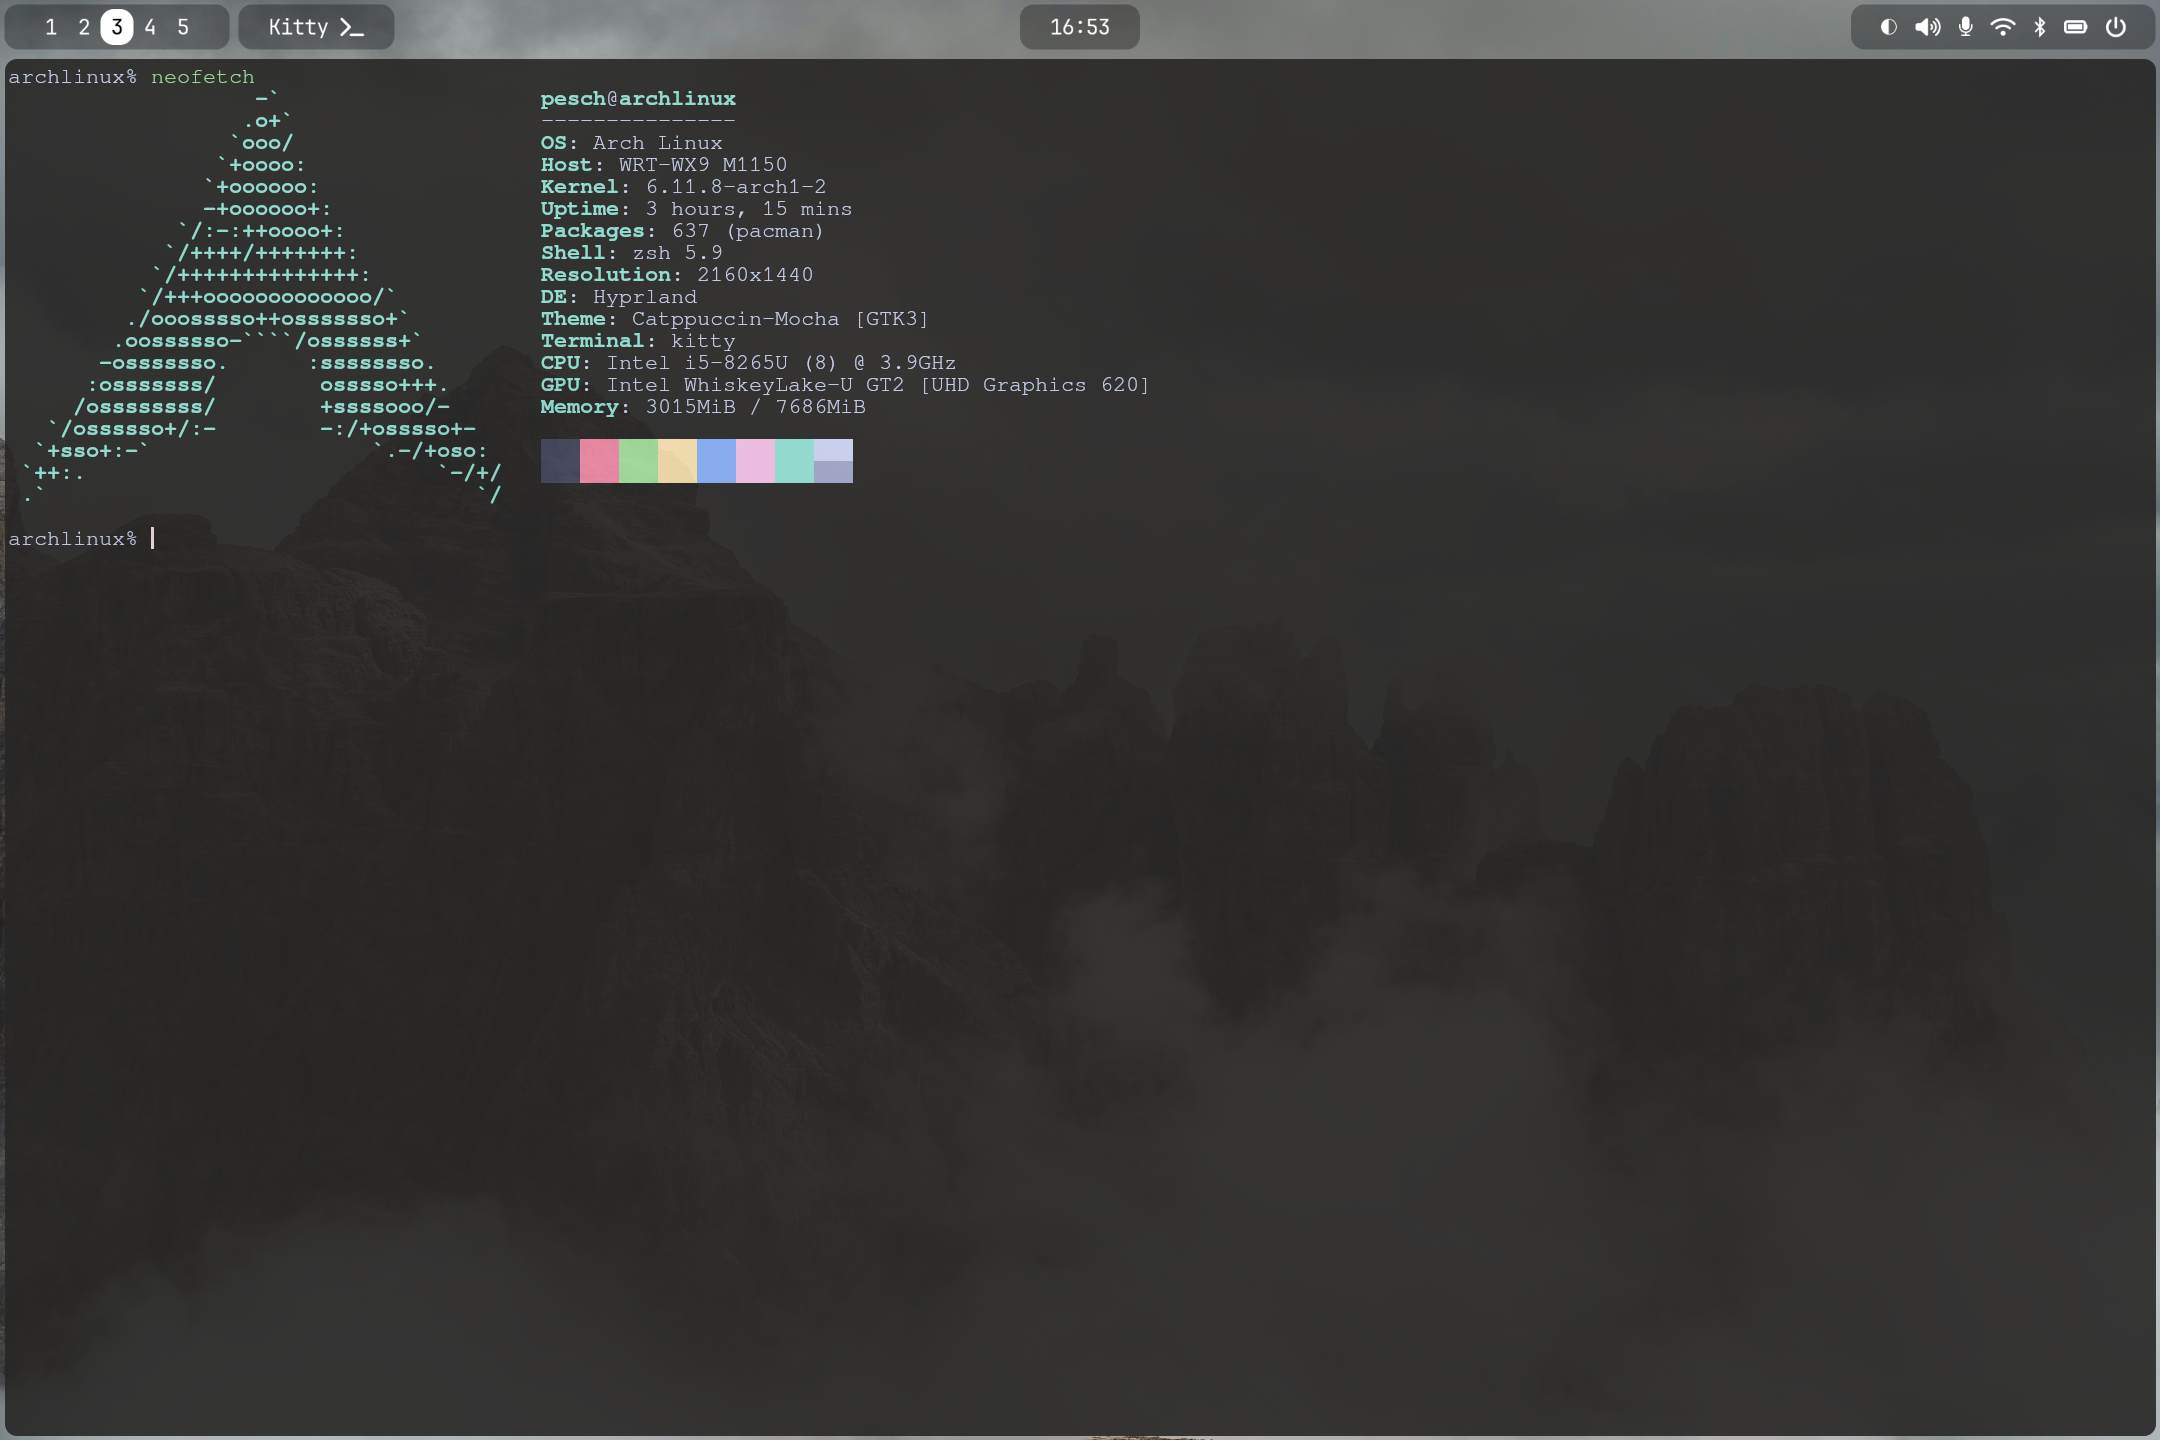 1 2 3 4 5
Kitty
16:53
archlinux% neofetch
-`
.o+`
`ooo/
`+oooo:
`+oooooo:
-+oooooo+:
`/:-:++oooo+:
`/++++/+++++++:
`/++++++++++++++:
`/+++ooooooooooooo/`
./ooosssso++osssssso+`
.oossssso-````/ossssss+`
-osssssso. :ssssssso.
:osssssss/ osssso+++.
/ossssssss/ +ssssooo/-
`/ossssso+/:- -:/+osssso+-
`+sso+:-` `.-/+oso:
`++:. `-/+/
.` `/
pesch@archlinux
---------------
OS: Arch Linux
Host: WRT-WX9 M1150
Kernel: 6.11.8-arch1-2
Uptime: 3 hours, 15 mins
Packages: 637 (pacman)
Shell: zsh 5.9
Resolution: 2160x1440
DE: Hyprland
Theme: Catppuccin-Mocha [GTK3]
Terminal: kitty
CPU: Intel i5-8265U (8) @ 3.9GHz
GPU: Intel WhiskeyLake-U GT2 [UHD Graphics 620]
Memory: 3015MiB / 7686MiB
archlinux%